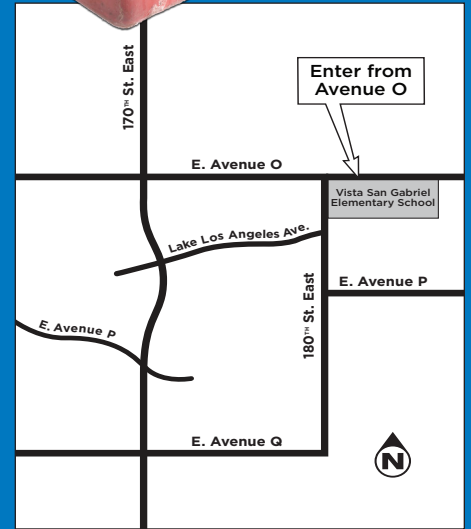 170TH St. East
Enter from
Avenue O
E. Avenue O
Vista San Gabriel
Elementary School
Lake Los Angeles Ave.
180TH St. East
E. Avenue P
E. Avenue P
E. Avenue Q
N